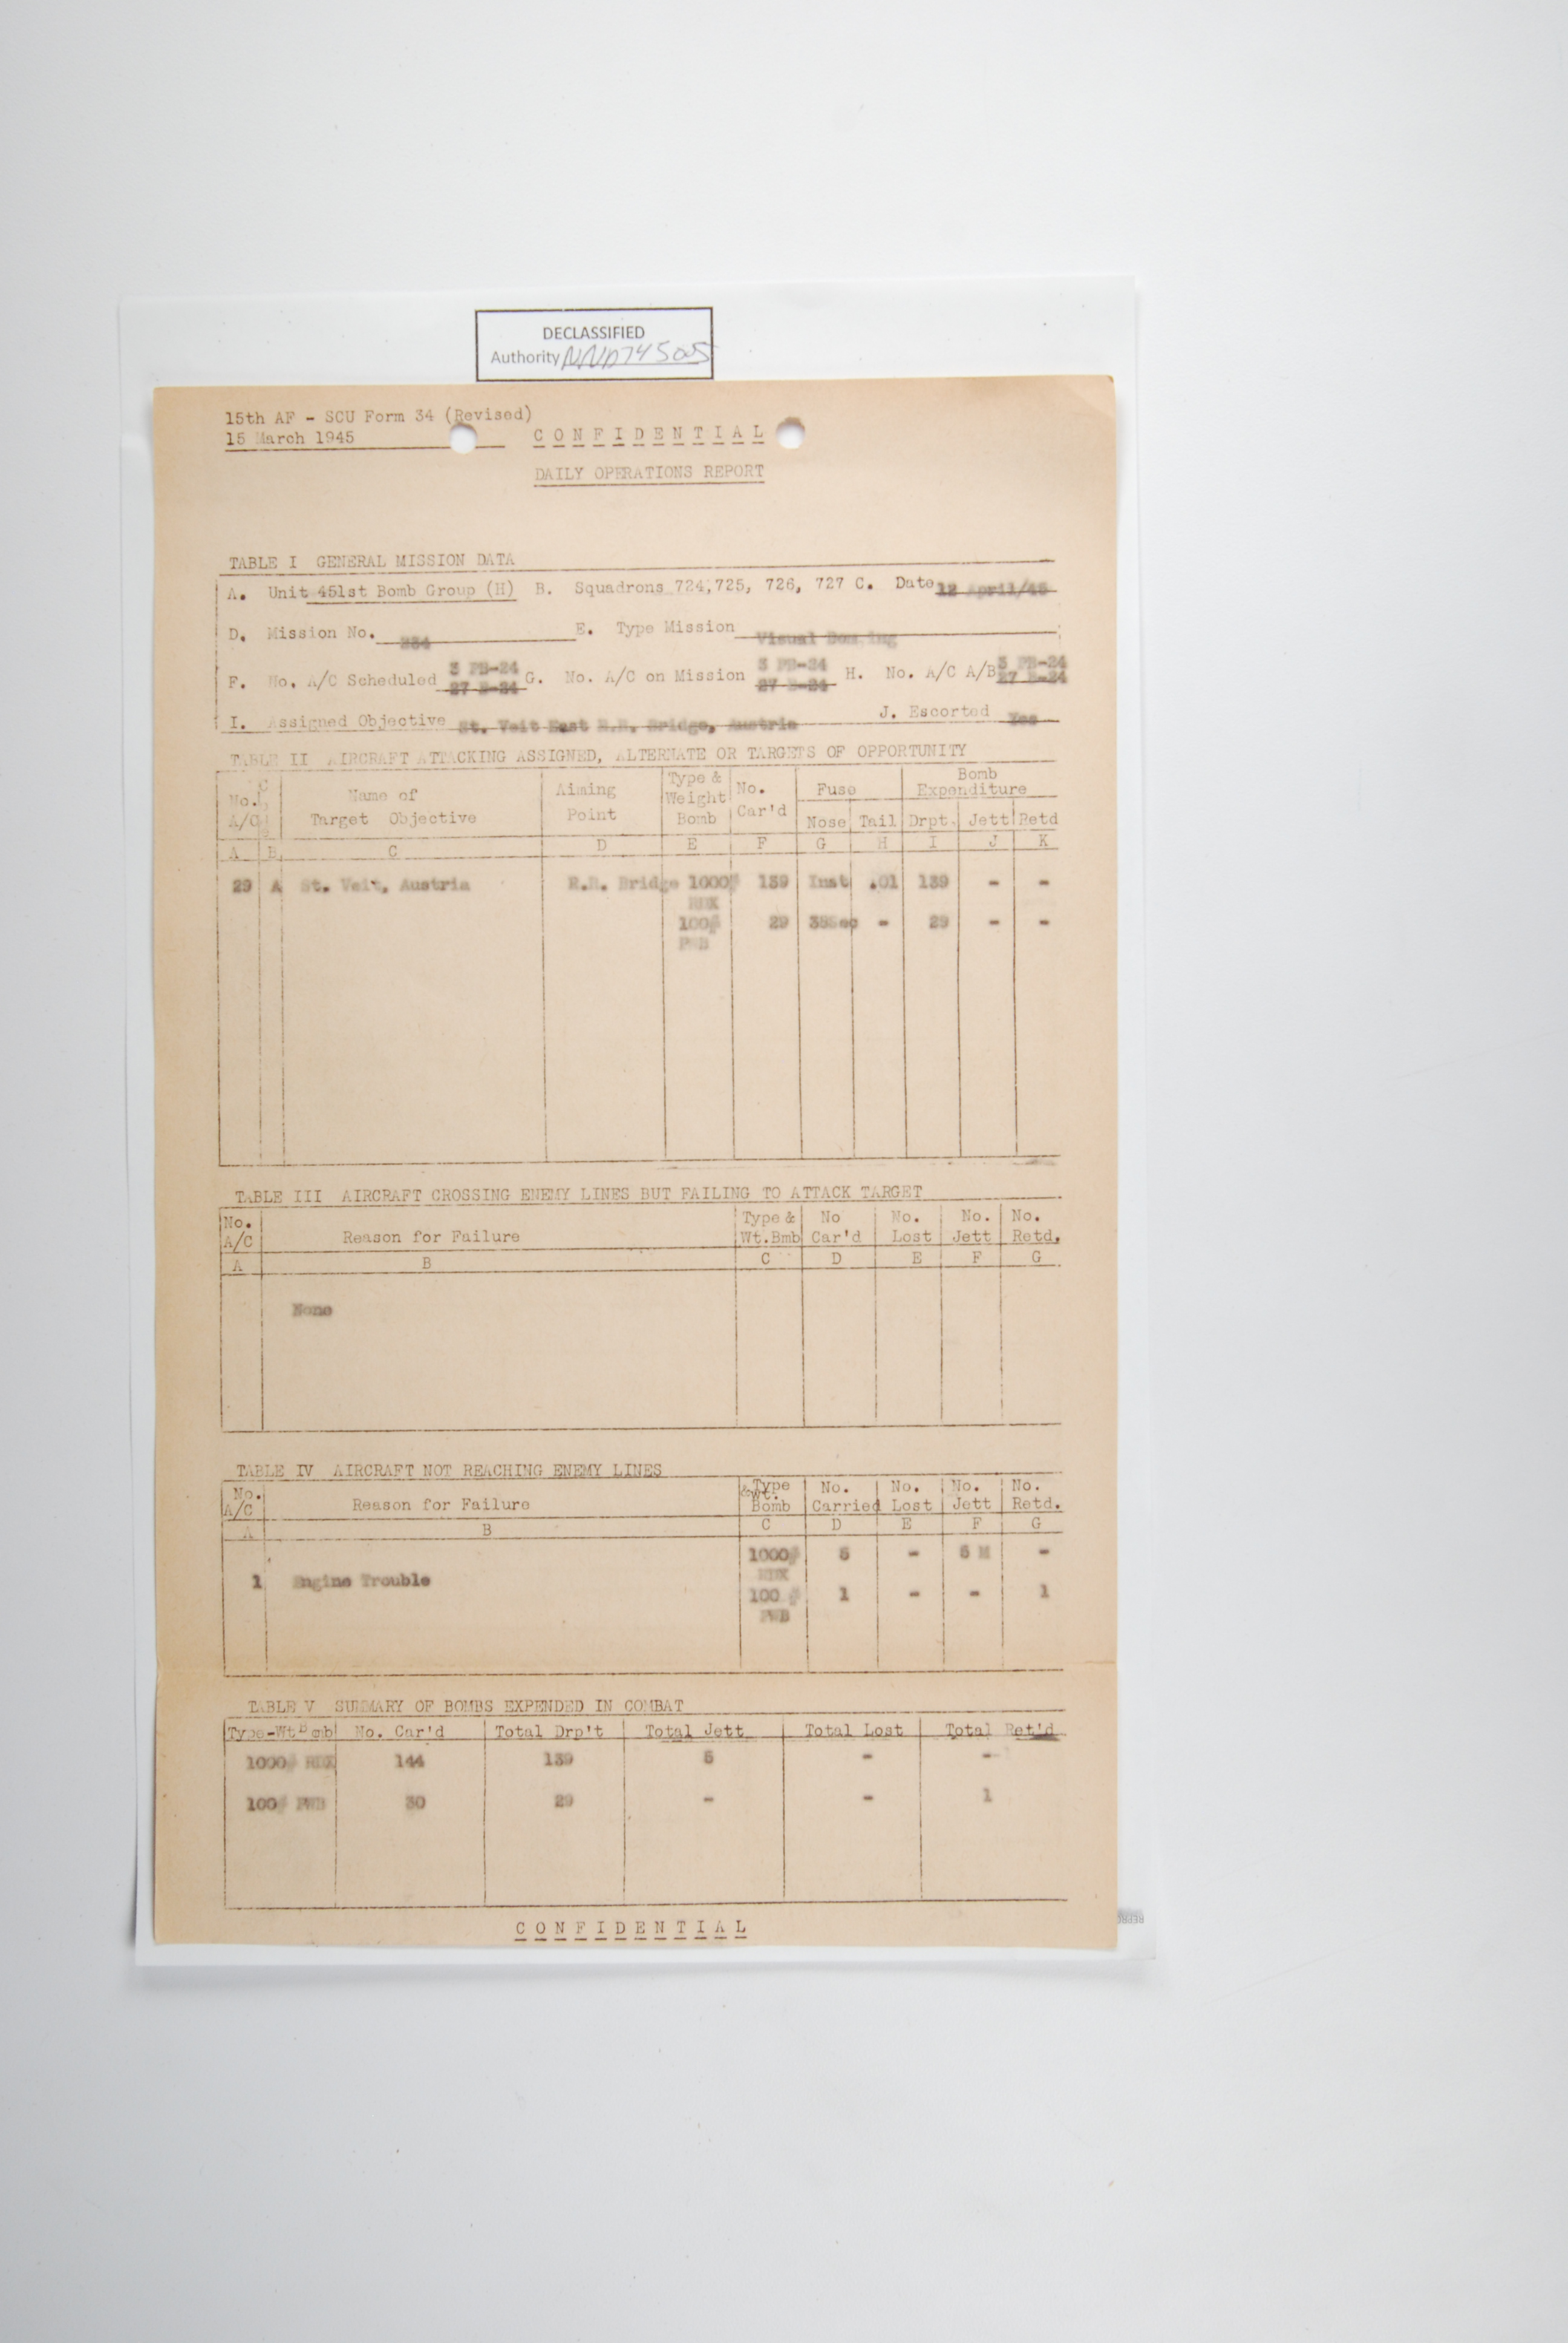 DECLASSIFIED
Authority NND745005
15th AF - SCU Form 34 (Revised)
15 March 1945
CONFIDENTIAL
DAILY OPERATIONS REPORT
TABLE I GENERAL MISSION DATA
A. Unit 451st Bomb Group (H) B. Squadrons 724, 725, 726, 727 C. Date 12 April/45
D. Mission No. 234 E. Type Mission Visual Bombing
3 PB-24 3 PB-24 3 PB-24
F. No. A/C Scheduled 27 B-24 G. No. A/C on Mission 27 B-24 H. No. A/C A/B 27 B-24
I. Assigned Objective St. Veit East R.R. Bridge, Austria J. Escorted Yes
TABLE II AIRCRAFT ATTACKING ASSIGNED, ALTERNATE OR TARGETS OF OPPORTUNITY
No. Name of Aiming Type & No. Fuse Bomb
A/C Target Objective Point Weight Car'd Expenditure
Bomb Nose Tail Drpt. Jett Retd
A B C D E F G H I J K
29 A St. Veit, Austria R.R. Bridge 1000# 139 Inst .01 139 - -
RDX
100# 29 38Sec - 29 - -
PWB
TABLE III AIRCRAFT CROSSING ENEMY LINES BUT FAILING TO ATTACK TARGET
No. Type & No No. No. No.
A/C Reason for Failure Wt.Bmb Car'd Lost Jett Retd.
A B C D E F G
None
TABLE IV AIRCRAFT NOT REACHING ENEMY LINES
No. &Wt. Type No. No. No. No.
A/C Reason for Failure Bomb Carried Lost Jett Retd.
A B C D E F G
1000# 5 - 5 M -
RDX
1 Engine Trouble
100 # 1 - - 1
PWB
TABLE V SUMMARY OF BOMBS EXPENDED IN COMBAT
Type-Wt Bomb No. Car'd Total Drp't Total Jett Total Lost Total Ret'd
1000# RDX 144 139 5 - -
100# PWB 30 29 - - 1
CONFIDENTIAL